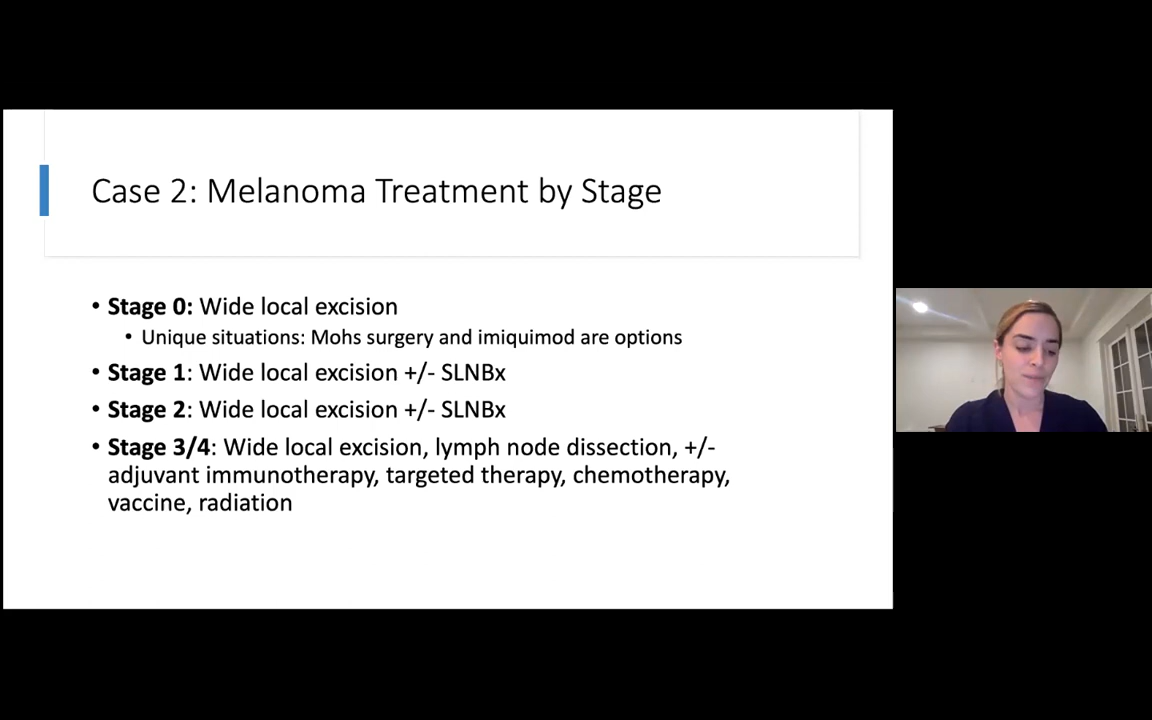 Case 2: Melanoma Treatment by Stage
• Stage 0: Wide local excision
• Unique situations: Mohs surgery and imiquimod are options
• Stage 1: Wide local excision +/- SLNBx
• Stage 2: Wide local excision +/- SLNBx
• Stage 3/4: Wide local excision, lymph node dissection, +/-
adjuvant immunotherapy, targeted therapy, chemotherapy,
vaccine, radiation